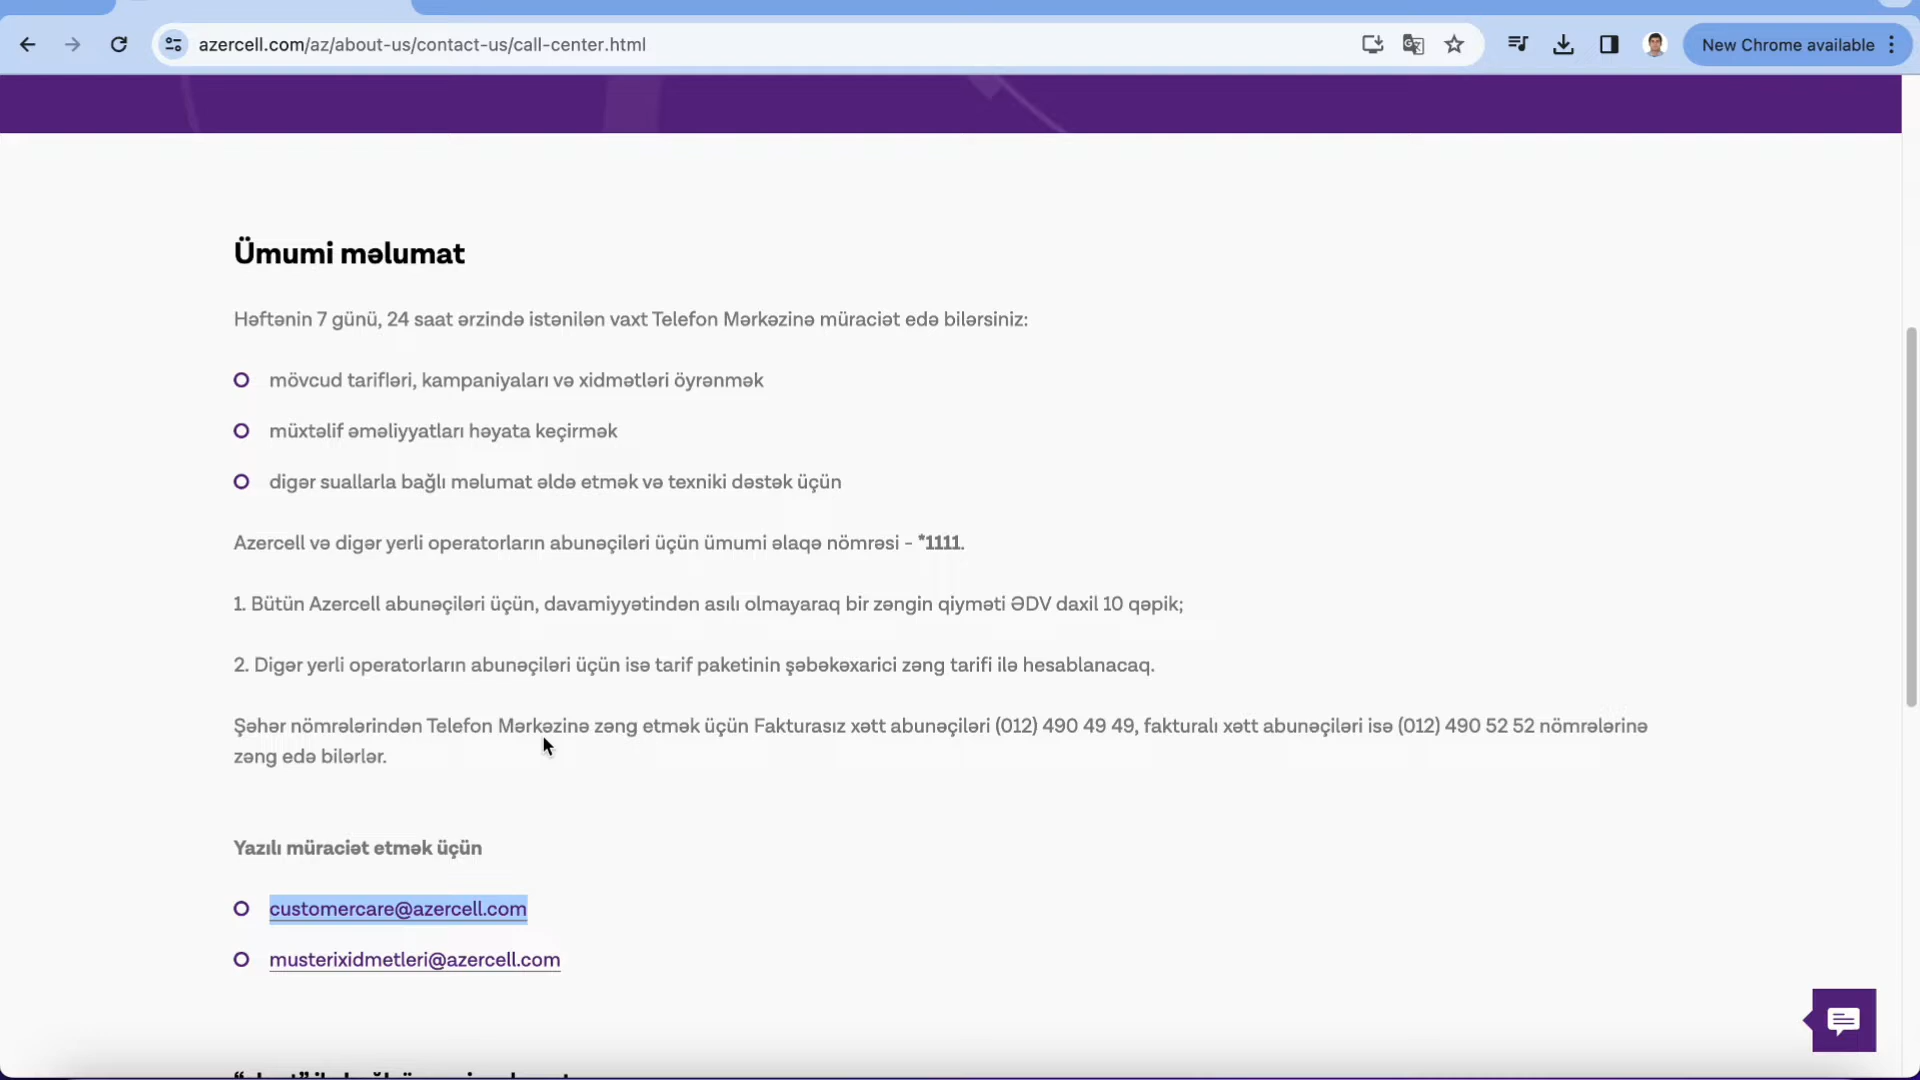 azercell.com/az/about-us/contact-us/call-center.html
New Chrome available
Ümumi məlumat
Həftənin 7 günü, 24 saat ərzində istənilən vaxt Telefon Mərkəzinə müraciət edə bilərsiniz:
mövcud tarifləri, kampaniyaları və xidmətləri öyrənmək
müxtəlif əməliyyatları həyata keçirmək
digər suallarla bağlı məlumat əldə etmək və texniki dəstək üçün
Azercell və digər yerli operatorların abunəçiləri üçün ümumi əlaqə nömrəsi - *1111.
1. Bütün Azercell abunəçiləri üçün, davamiyyətindən asılı olmayaraq bir zəngin qiyməti ƏDV daxil 10 qəpik;
2. Digər yerli operatorların abunəçiləri üçün isə tarif paketinin şəbəkəxarici zəng tarifi ilə hesablanacaq.
Şəhər nömrələrindən Telefon Mərkəzinə zəng etmək üçün Fakturasız xətt abunəçiləri (012) 490 49 49, fakturalı xətt abunəçiləri isə (012) 490 52 52 nömrələrinə
zəng edə bilərlər.
Yazılı müraciət etmək üçün
customercare@azercell.com
musterixidmetleri@azercell.com